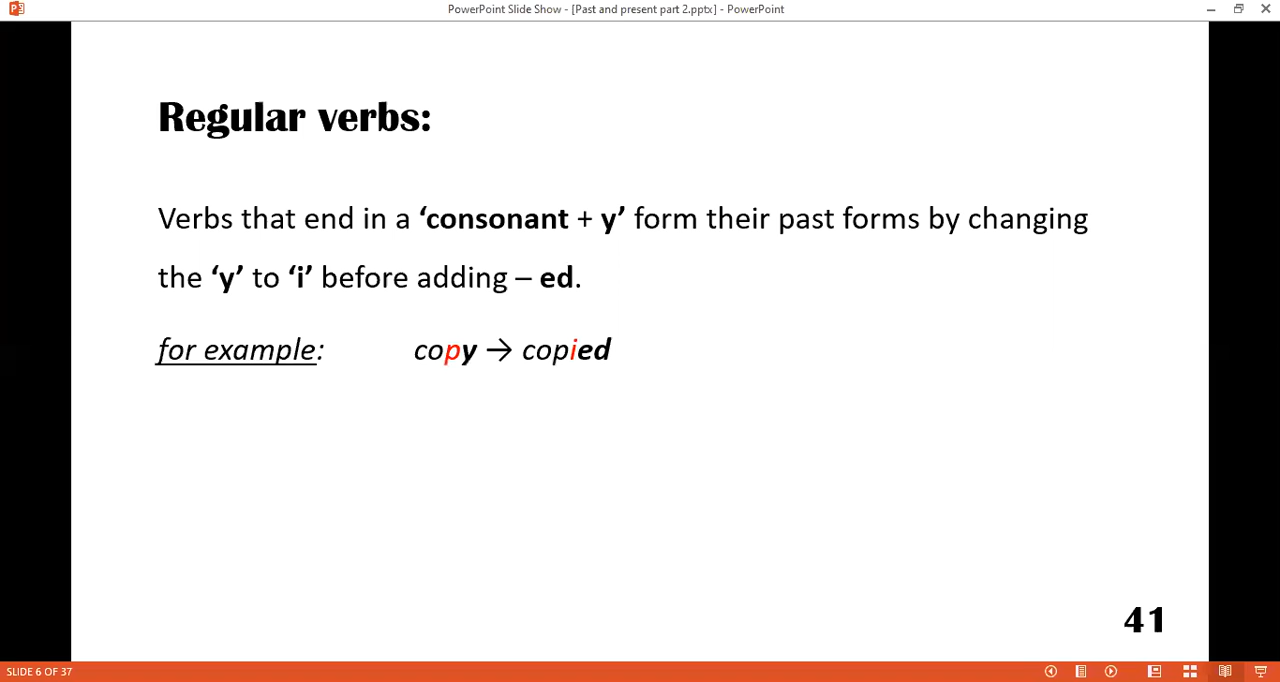 PowerPoint Slide Show - [Past and present part 2.pptx] - PowerPoint
Regular verbs:
Verbs that end in a ‘consonant + y’ form their past forms by changing
the ‘y’ to ‘i’ before adding – ed.
for example: copy → copied
41
SLIDE 6 OF 37